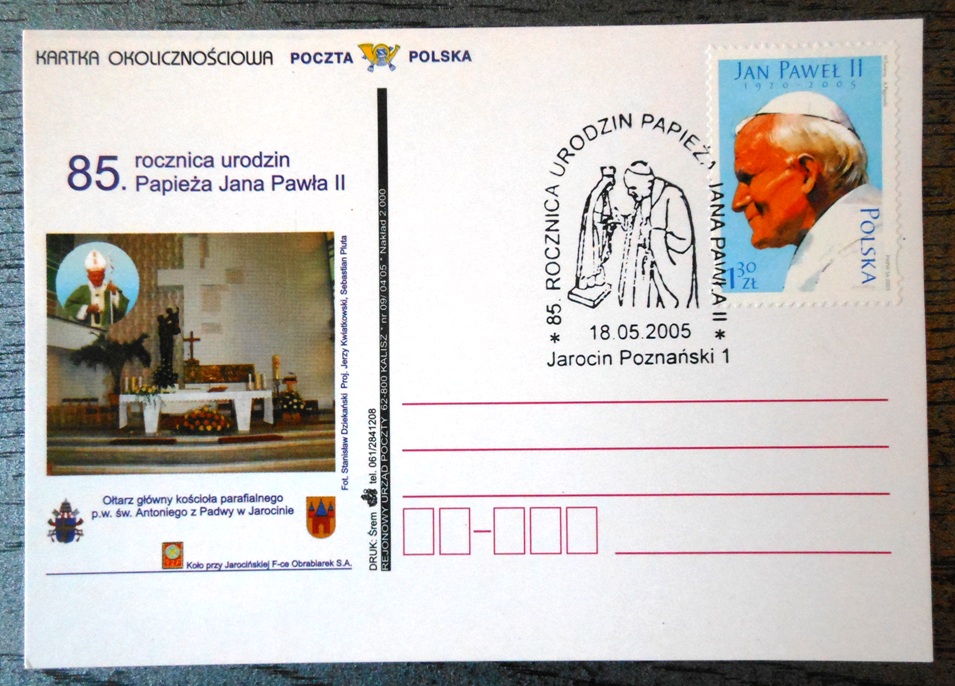 KARTKA OKOLICZNOŚCIOWA POCZTA POLSKA
85. rocznica urodzin
Papieża Jana Pawła II
Fot. Stanisław Dziekański Proj. Jerzy Kwiatkowski, Sebastian Pluta
Ołtarz główny kościoła parafialnego
p.w. św. Antoniego z Padwy w Jarocinie
Koło przy Jarocińskiej F-ce Obrabiarek S.A.
DRUK: Śrem tel. 061/2841208
REJONOWY URZĄD POCZTY 62-800 KALISZ * nr 09/ 04'05 * Nakład 2.000
* 85. ROCZNICA URODZIN PAPIEŻA JANA PAWŁA II *
18.05.2005
Jarocin Poznański 1
JAN PAWEŁ II
1920-2005
POLSKA
130 ZŁ